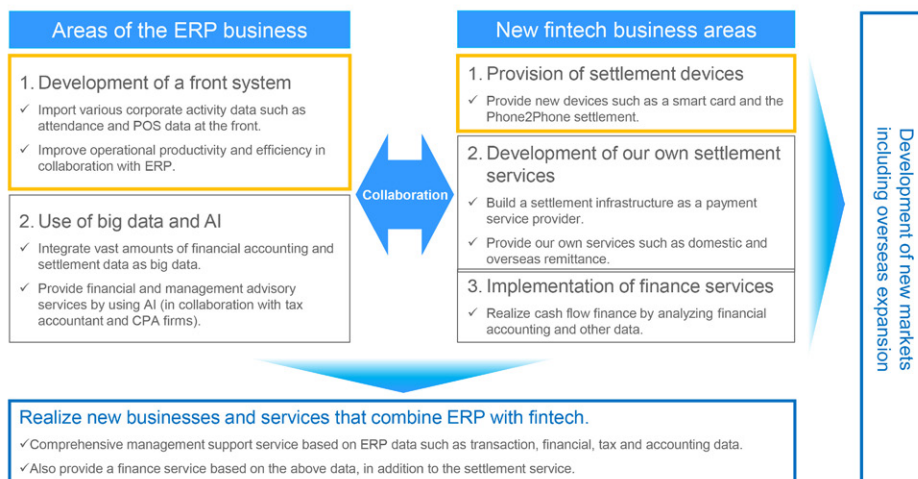 Areas of the ERP business
1. Development of a front system
✓ Import various corporate activity data such as
attendance and POS data at the front.
✓ Improve operational productivity and efficiency in
collaboration with ERP.
2. Use of big data and AI
✓ Integrate vast amounts of financial accounting and
settlement data as big data.
✓ Provide financial and management advisory
services by using AI (in collaboration with tax
accountant and CPA firms).
Collaboration
New fintech business areas
1. Provision of settlement devices
✓ Provide new devices such as a smart card and the
Phone2Phone settlement.
2. Development of our own settlement
services
✓ Build a settlement infrastructure as a payment
service provider.
✓ Provide our own services such as domestic and
overseas remittance.
3. Implementation of finance services
✓ Realize cash flow finance by analyzing financial
accounting and other data.
Development of new markets
including overseas expansion
Realize new businesses and services that combine ERP with fintech.
✓Comprehensive management support service based on ERP data such as transaction, financial, tax and accounting data.
✓Also provide a finance service based on the above data, in addition to the settlement service.